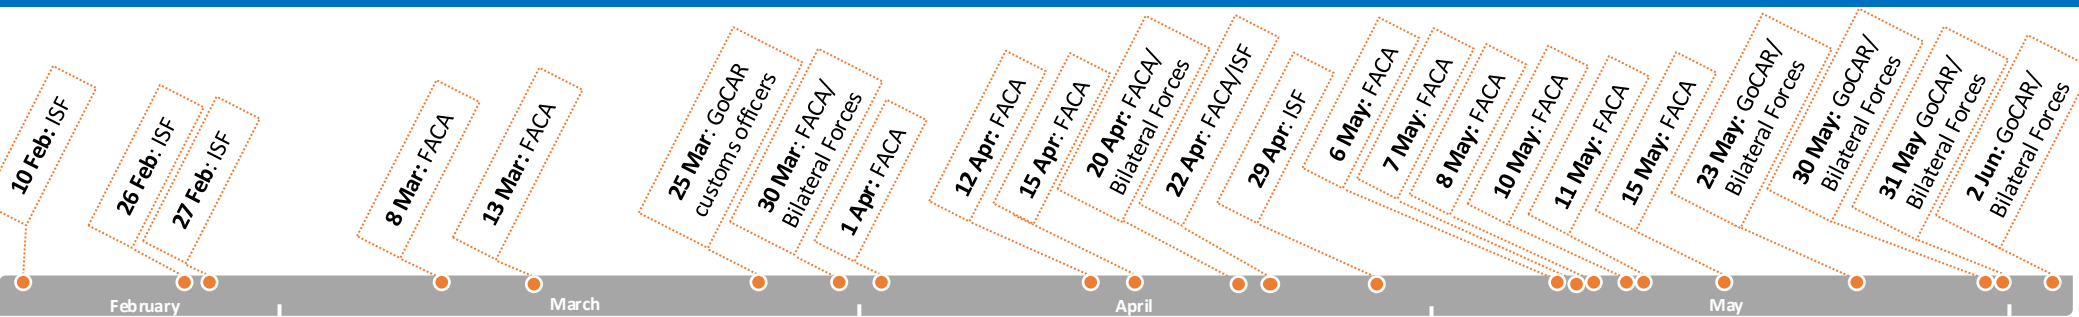 10 Feb: ISF
26 Feb: ISF
27 Feb: ISF
8 Mar: FACA
13 Mar: FACA
25 Mar: GoCAR
customs officers
30 Mar: FACA/
Bilateral Forces
1 Apr: FACA
12 Apr: FACA
15 Apr: FACA
20 Apr: FACA/
Bilateral Forces
22 Apr: FACA/ISF
29 Apr: ISF
6 May: FACA
7 May: FACA
8 May: FACA
10 May: FACA
11 May: FACA
15 May: FACA
23 May: GoCAR/
Bilateral Forces
30 May: GoCAR/
Bilateral Forces
31 May GoCAR/
Bilateral Forces
2 Jun: GoCAR/
Bilateral Forces
February
March
April
May